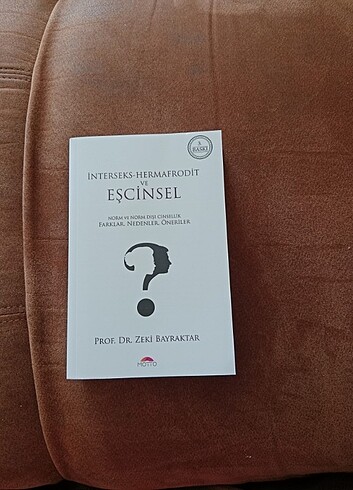 3.
BASKI
İNTERSEKS-HERMAFRODİT
VE
EŞCİNSEL
NORM VE NORM DIŞI CİNSELLİK
FARKLAR, NEDENLER, ÖNERİLER
PROF. DR. ZEKİ BAYRAKTAR
MOTTO